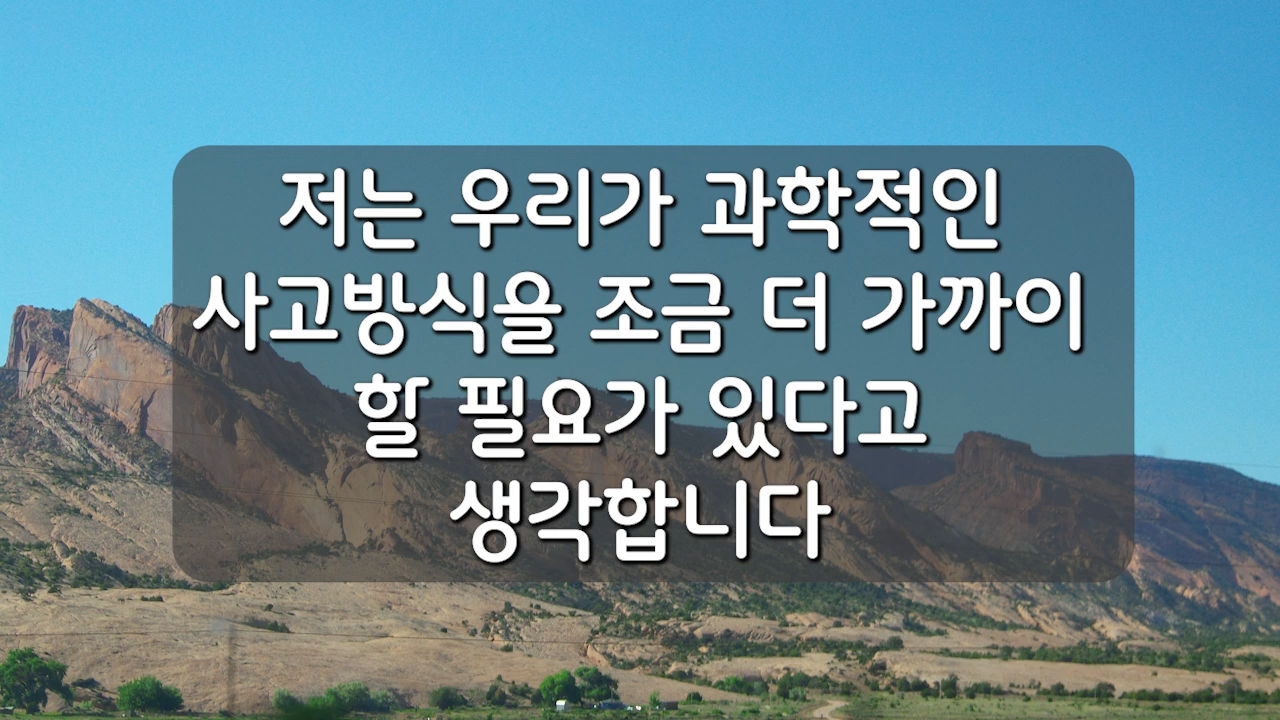 저는 우리가 과학적인
사고방식을 조금 더 가까이
할 필요가 있다고
생각합니다